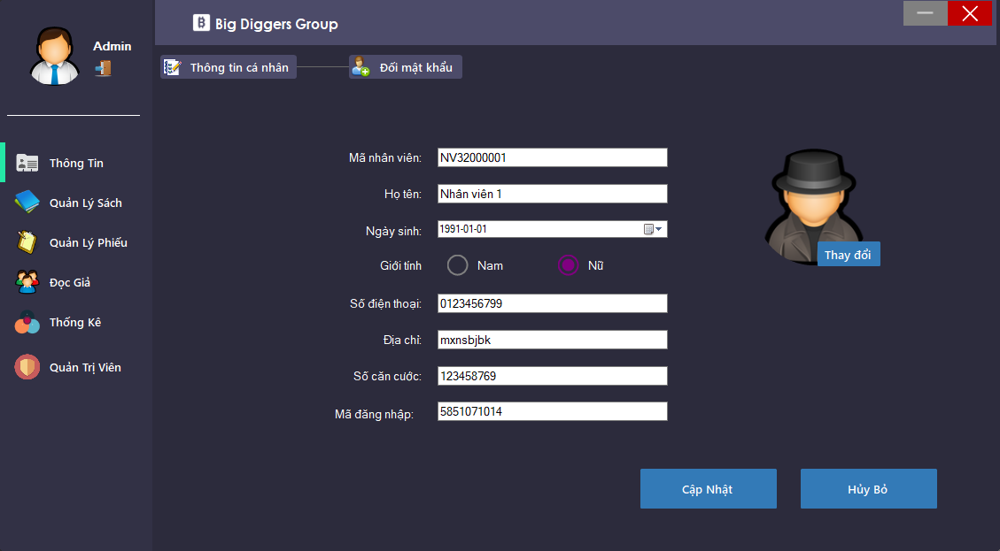 Admin
Big Diggers Group
Thông tin cá nhân
Đổi mật khẩu
Thông Tin
Quản Lý Sách
Quản Lý Phiếu
Đọc Giả
Thống Kê
Quản Trị Viên
Mã nhân viên: NV32000001
Họ tên: Nhân viên 1
Ngày sinh: 1991-01-01
Giới tính Nam Nữ
Số điện thoại: 0123456799
Địa chỉ: mxnsbjbk
Số căn cước: 123458769
Mã đăng nhập: 5851071014
Thay đổi
Cập Nhật
Hủy Bỏ